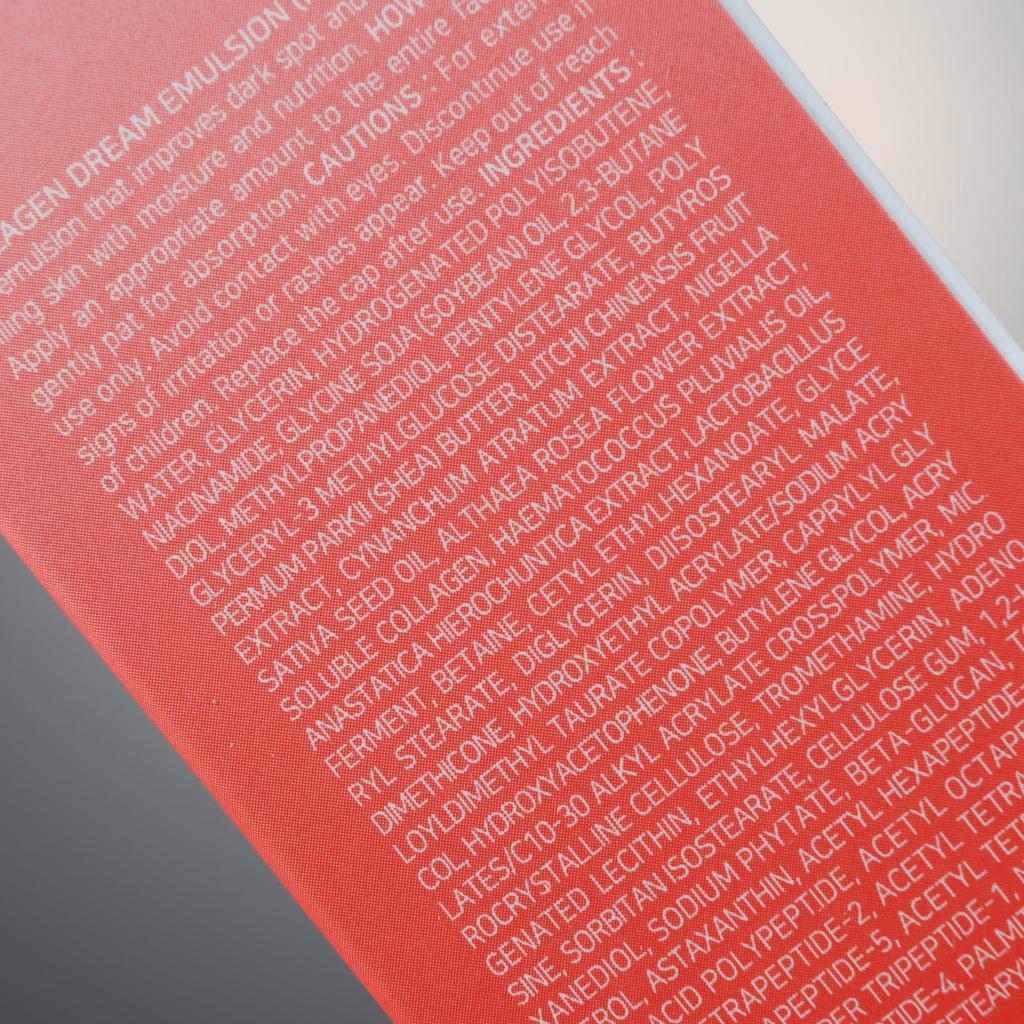 AGEN DREAM EMULSION
emulsion that improves dark spot and
ling skin with moisture and nutrition. HOW
Apply an appropriate amount to the entire
gently pat for absorption. CAUTIONS : For
use only. Avoid contact with eyes. Discontinue use
signs of irritation or rashes appear. Keep out of reach
of children. Replace the cap after use. INGREDIENTS :
WATER, GLYCERIN, HYDROGENATED POLYISOBUTENE,
NIACINAMIDE, GLYCINE SOJA (SOYBEAN) OIL, 2,3-BUTANE
DIOL, METHYLPROPANEDIOL, PENTYLENE GLYCOL, POLY
GLYCERYL-3 METHYLGLUCOSE DISTEARATE, BUTYROS
PERMUM PARKII (SHEA) BUTTER, LITCHI CHINENSIS FRUIT
EXTRACT, CYNANCHUM ATRATUM EXTRACT, NIGELLA
SATIVA SEED OIL, ALTHAEA ROSEA FLOWER EXTRACT,
SOLUBLE COLLAGEN, HAEMATOCOCCUS PLUVIALIS OIL,
ANASTATICA HIEROCHUNTICA EXTRACT, LACTOBACILLUS
FERMENT, BETAINE, CETYL ETHYLHEXANOATE, GLYCE
RYL STEARATE, DIGLYCERIN, DIISOSTEARYL MALATE,
DIMETHICONE, HYDROXYETHYL ACRYLATE/SODIUM ACRY
LOYLDIMETHYL TAURATE COPOLYMER, CAPRYLYL GLY
COL, HYDROXYACETOPHENONE, BUTYLENE GLYCOL, ACRY
LATES/C10-30 ALKYL ACRYLATE CROSSPOLYMER, MIC
ROCRYSTALLINE CELLULOSE, TROMETHAMINE, HYDRO
GENATED LECITHIN, ETHYLHEXYLGLYCERIN, ADENO
SINE, SORBITAN ISOSTEARATE, CELLULOSE GUM, 1,2-
XANEDIOL, SODIUM PHYTATE, BETA-GLUCAN,
ROL, ASTAXANTHIN, ACETYL HEXAPEPTIDE-
ACID POLYPEPTIDE, ACETYL OCTAP
TRAPEPTIDE-2, ACETYL TETRA
APEPTIDE-5, ACETYL TET
PER TRIPEPTIDE-1
TIDE-4, PALMI
TEARY